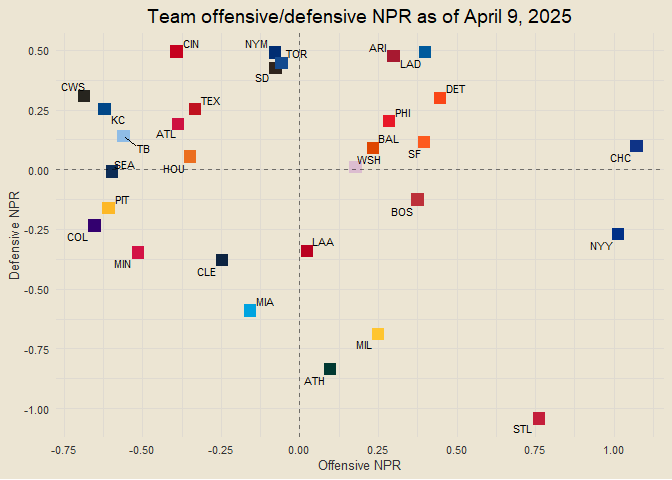 Team offensive/defensive NPR as of April 9, 2025
0.50
0.25
0.00
-0.25
-0.50
-0.75
-1.00
Defensive NPR
CIN
NYM
TOR
SD
ARI
LAD
CWS
KC
TEX
ATL
TB
DET
PHI
BAL
SF
CHC
HOU
WSH
SEA
PIT
COL
BOS
NYY
MIN
CLE
LAA
MIA
MIL
ATH
STL
-0.75
-0.50
-0.25
0.00
0.25
0.50
0.75
1.00
Offensive NPR